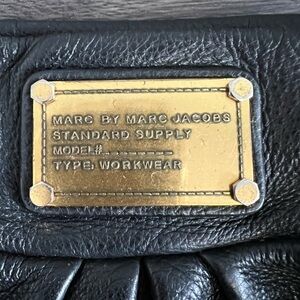 MARC BY MARC JACOBS
STANDARD SUPPLY
MODEL# _ _ _ _ _ _ _ _
TYPE: WORKWEAR